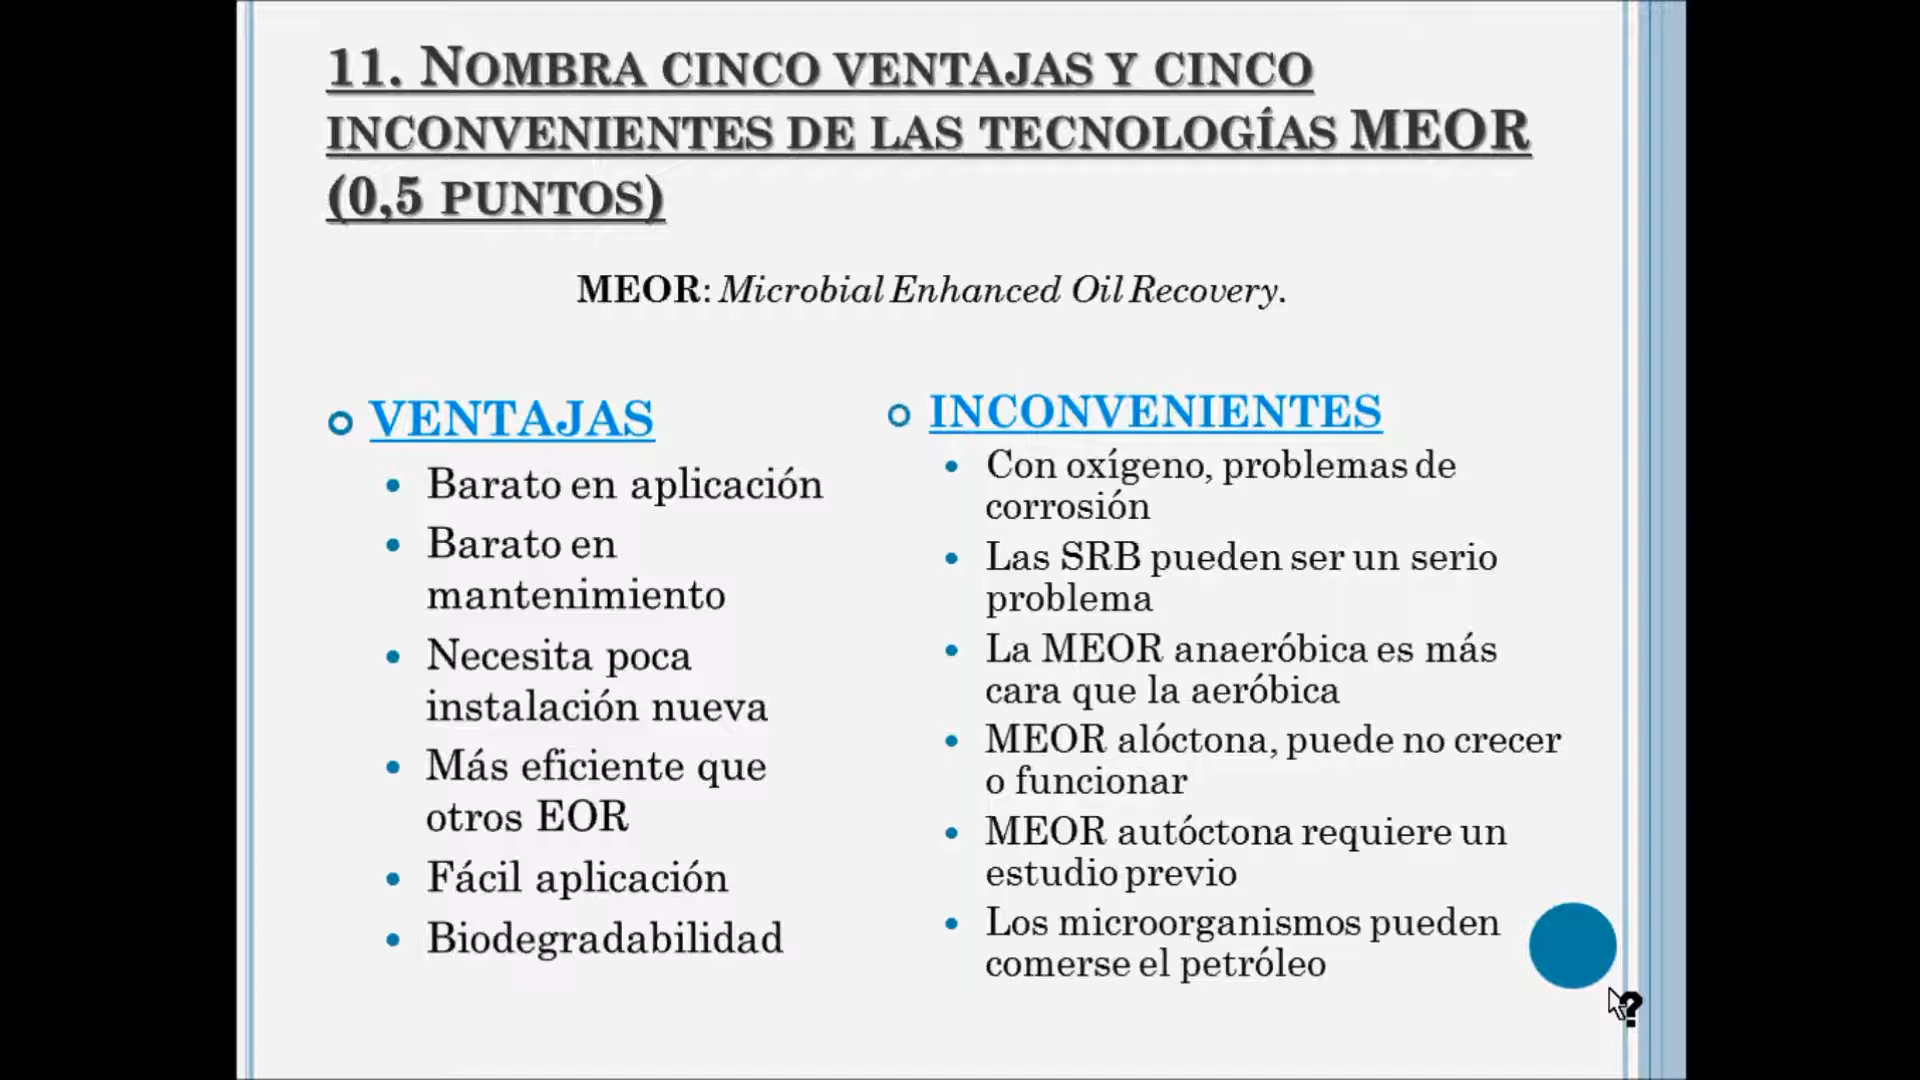 11. NOMBRA CINCO VENTAJAS Y CINCO
INCONVENIENTES DE LAS TECNOLOGÍAS MEOR
(0,5 PUNTOS)
MEOR: Microbial Enhanced Oil Recovery.
VENTAJAS
Barato en aplicación
Barato en
mantenimiento
Necesita poca
instalación nueva
Más eficiente que
otros EOR
Fácil aplicación
Biodegradabilidad
INCONVENIENTES
Con oxígeno, problemas de
corrosión
Las SRB pueden ser un serio
problema
La MEOR anaeróbica es más
cara que la aeróbica
MEOR alóctona, puede no crecer
o funcionar
MEOR autóctona requiere un
estudio previo
Los microorganismos pueden
comerse el petróleo